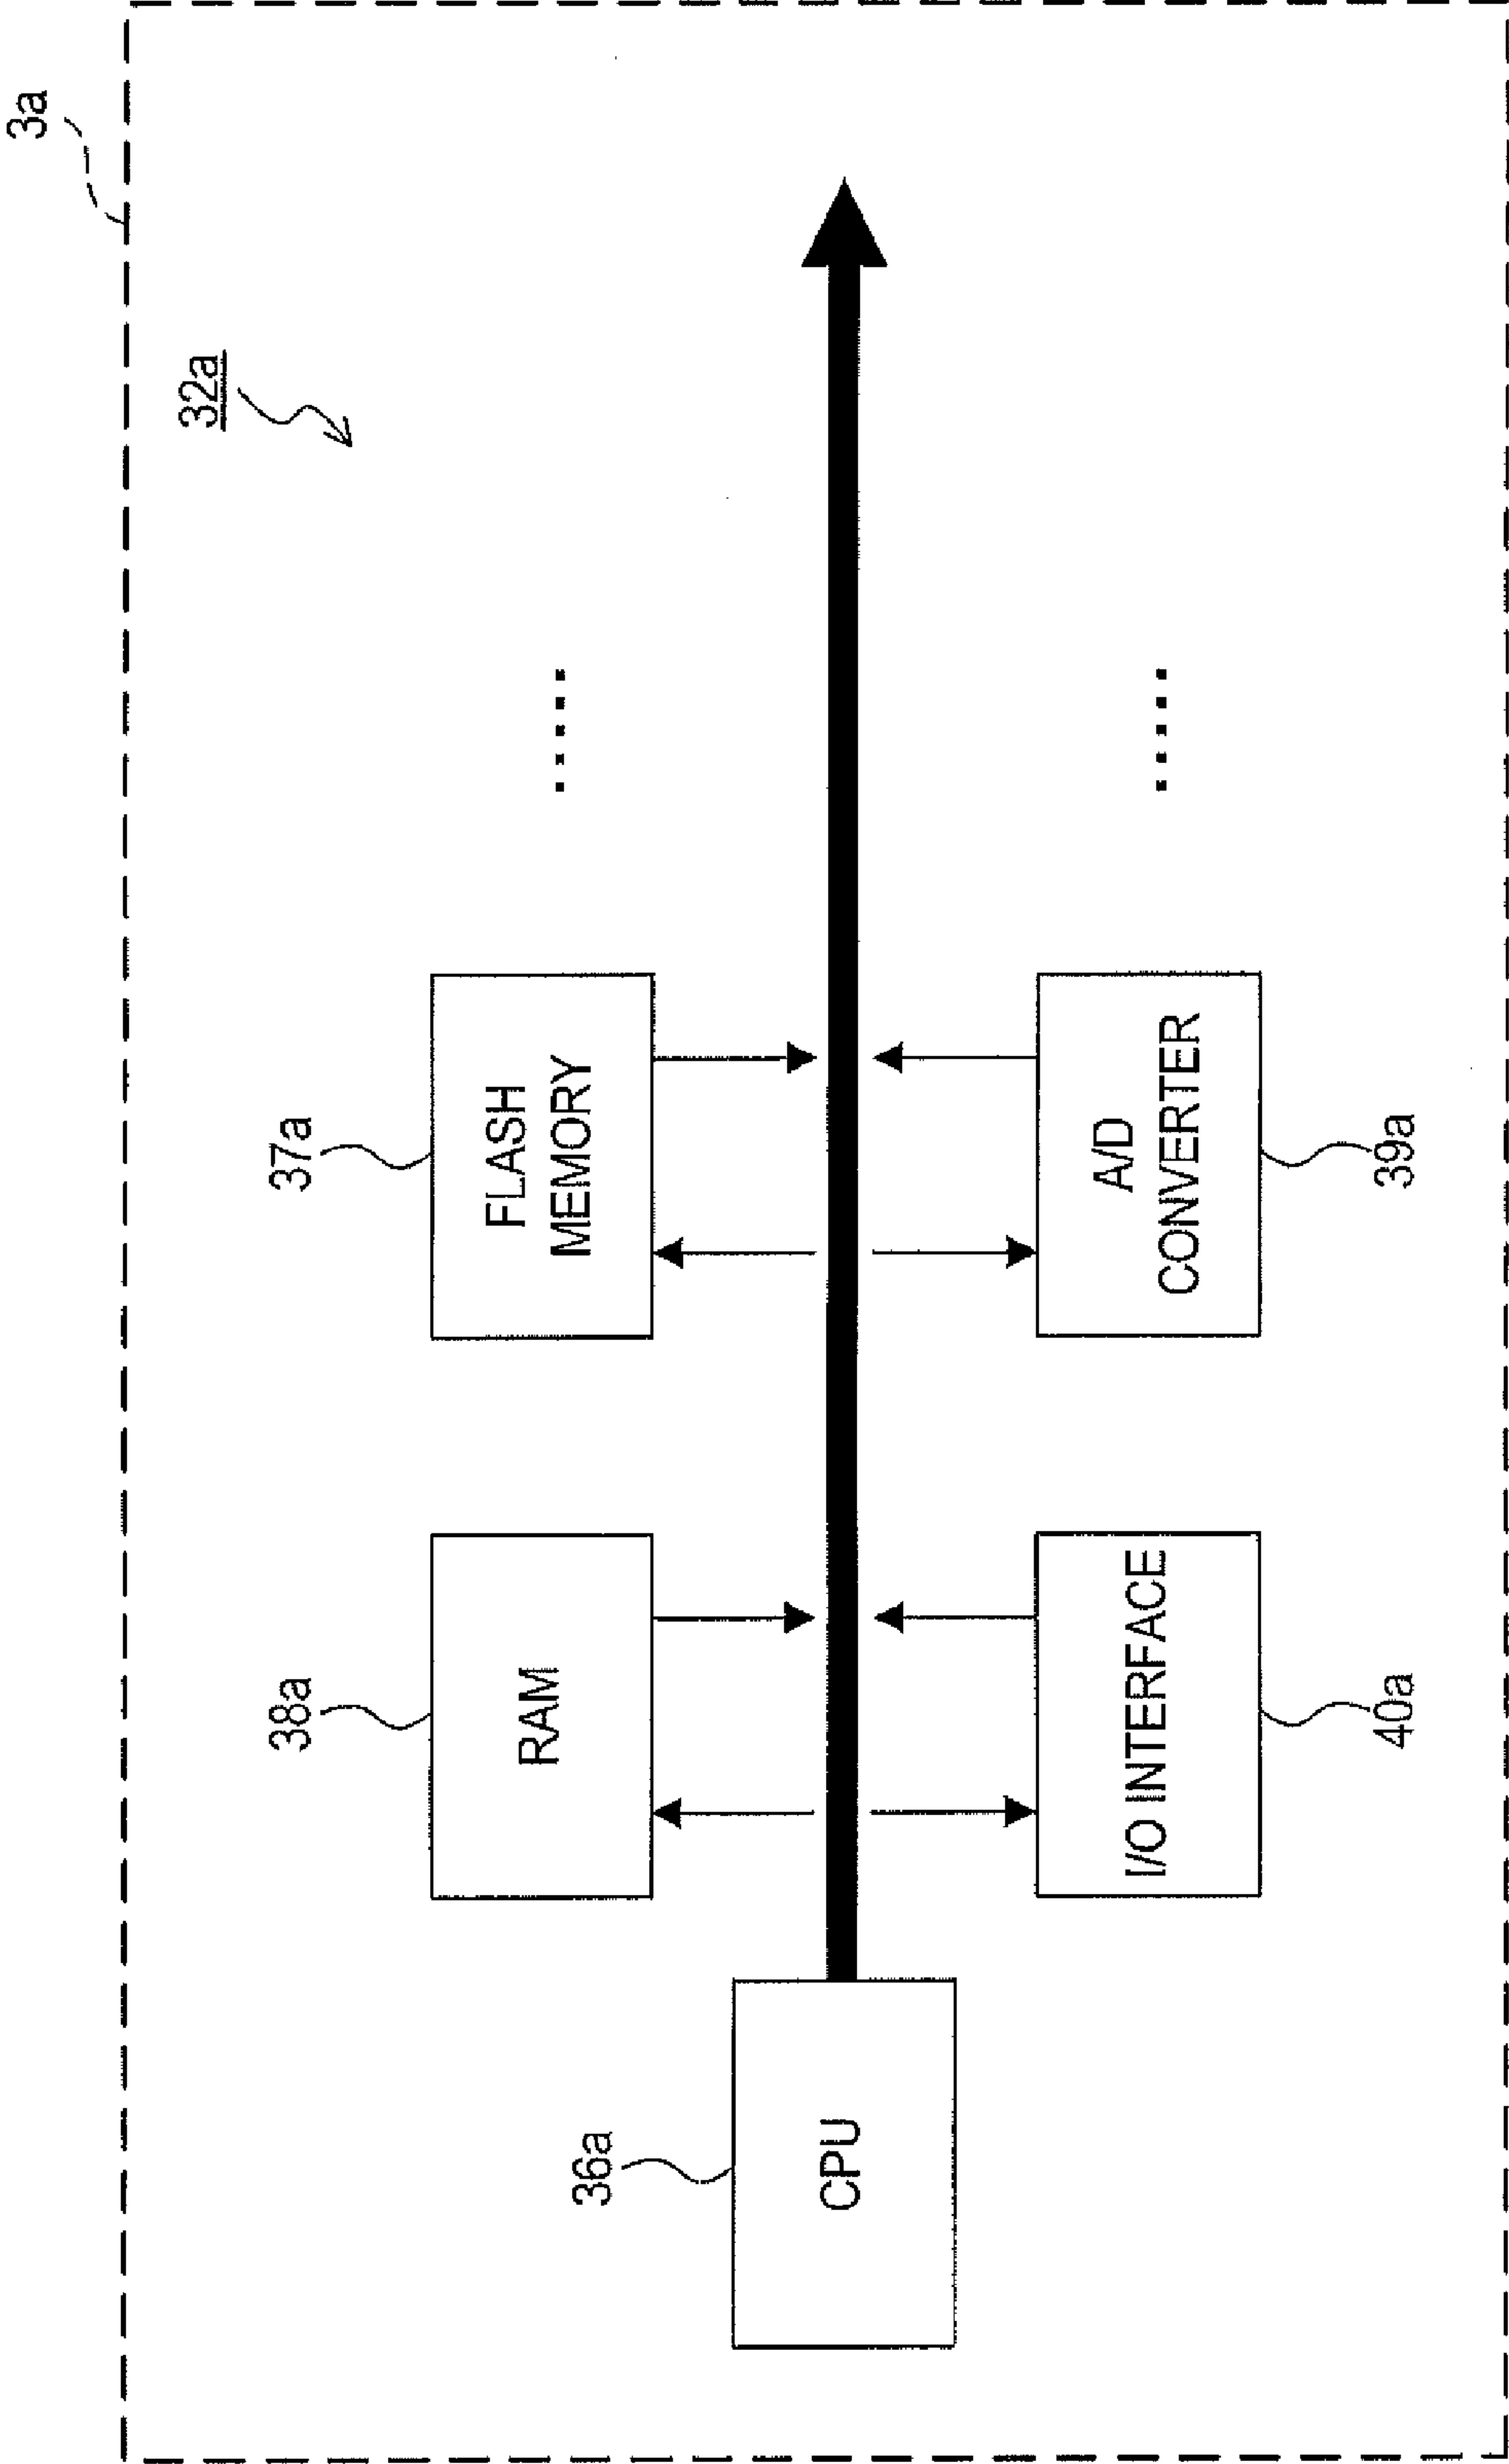 3a
32a
38a
37a
RAM
FLASH
MEMORY
.....
36a
CPU
I/O INTERFACE
A/D
CONVERTER
.....
40a
39a